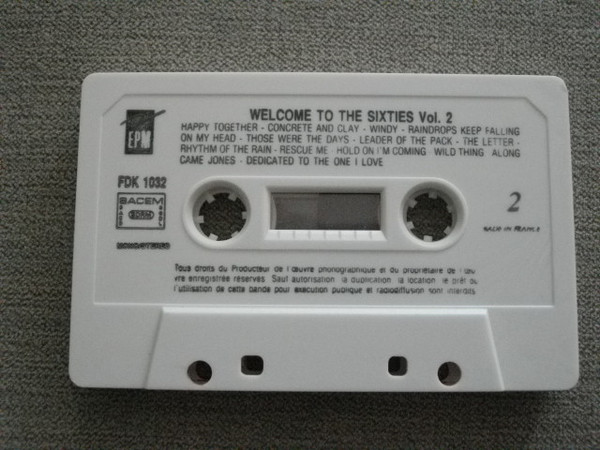 WELCOME TO THE SIXTIES Vol. 2
HAPPY TOGETHER - CONCRETE AND CLAY - WINDY - RAINDROPS KEEP FALLING
ON MY HEAD - THOSE WERE THE DAYS - LEADER OF THE PACK - THE LETTER -
RHYTHM OF THE RAIN - RESCUE ME - HOLD ON I'M COMING - WILD THING ALONG
CAME JONES - DEDICATED TO THE ONE I LOVE
EPM
FDK 1032
SACEM
2
MADE IN FRANCE
Tous droits du Producteur de l'œuvre phonographique et du propriétaire de l'œu-
vre enregistrée réservés. Sauf autorisation la duplication la location le prêt ou
l'utilisation de cette bande pour exécution publique et radiodiffusion sont interdits